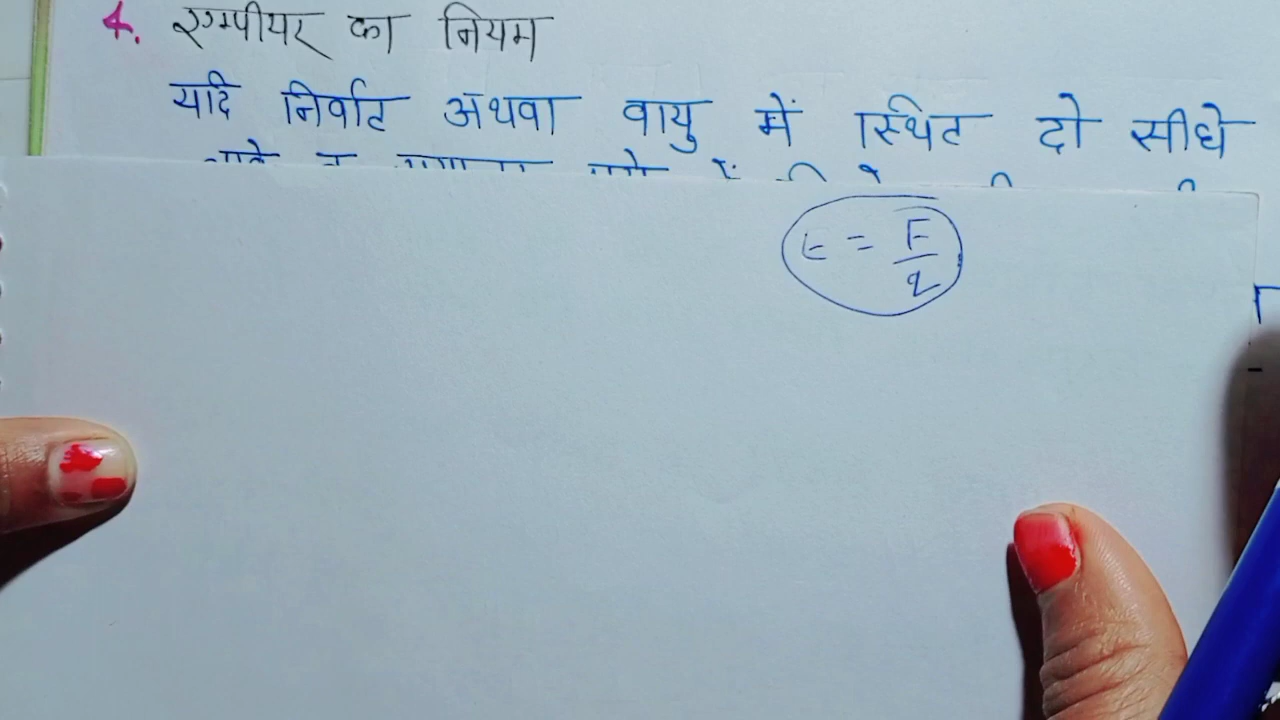 4. एम्पीयर का नियम
यदि निर्वाट अथवा वायु में स्थिट दो सीधे
E = F/q